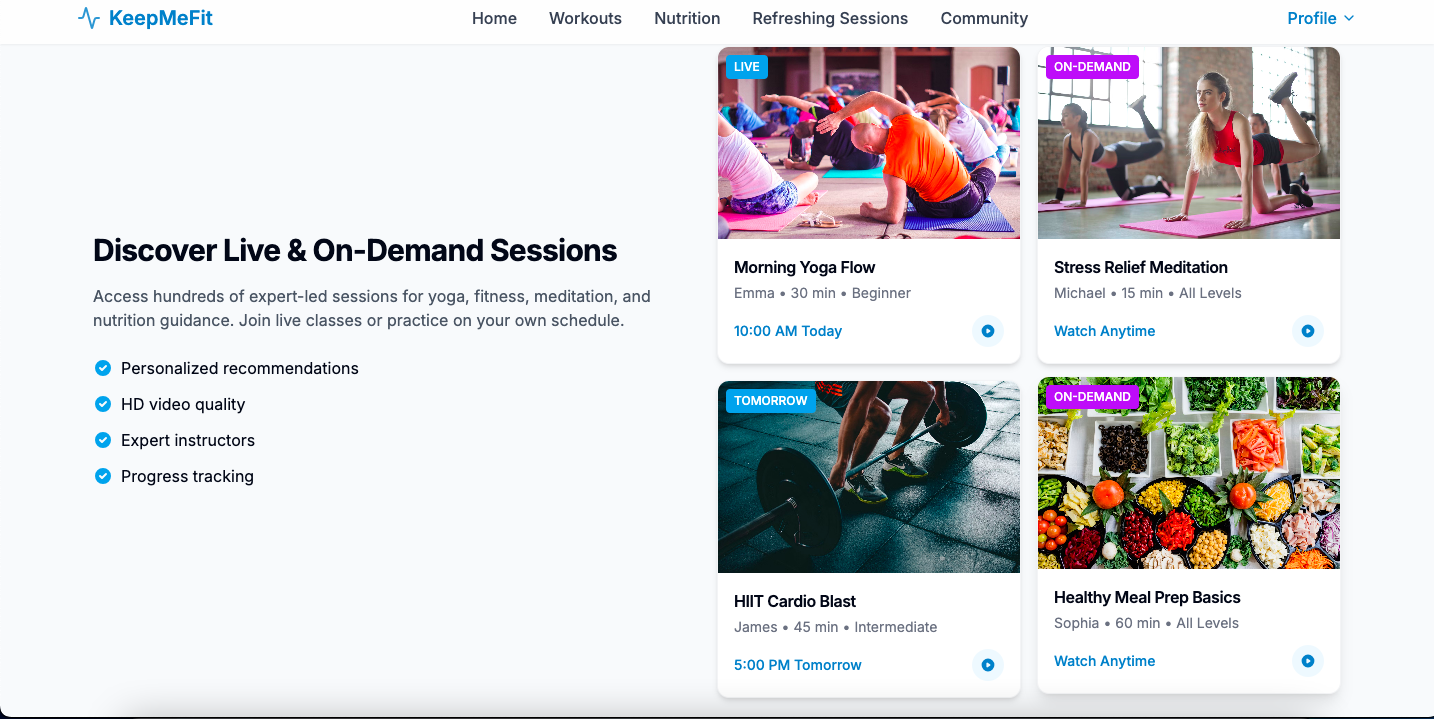 KeepMeFit
Home Workouts Nutrition Refreshing Sessions Community
Profile
Discover Live & On-Demand Sessions
Access hundreds of expert-led sessions for yoga, fitness, meditation, and
nutrition guidance. Join live classes or practice on your own schedule.
Personalized recommendations
HD video quality
Expert instructors
Progress tracking
LIVE
Morning Yoga Flow
Emma • 30 min • Beginner
10:00 AM Today
ON-DEMAND
Stress Relief Meditation
Michael • 15 min • All Levels
Watch Anytime
TOMORROW
HIIT Cardio Blast
James • 45 min • Intermediate
5:00 PM Tomorrow
ON-DEMAND
Healthy Meal Prep Basics
Sophia • 60 min • All Levels
Watch Anytime